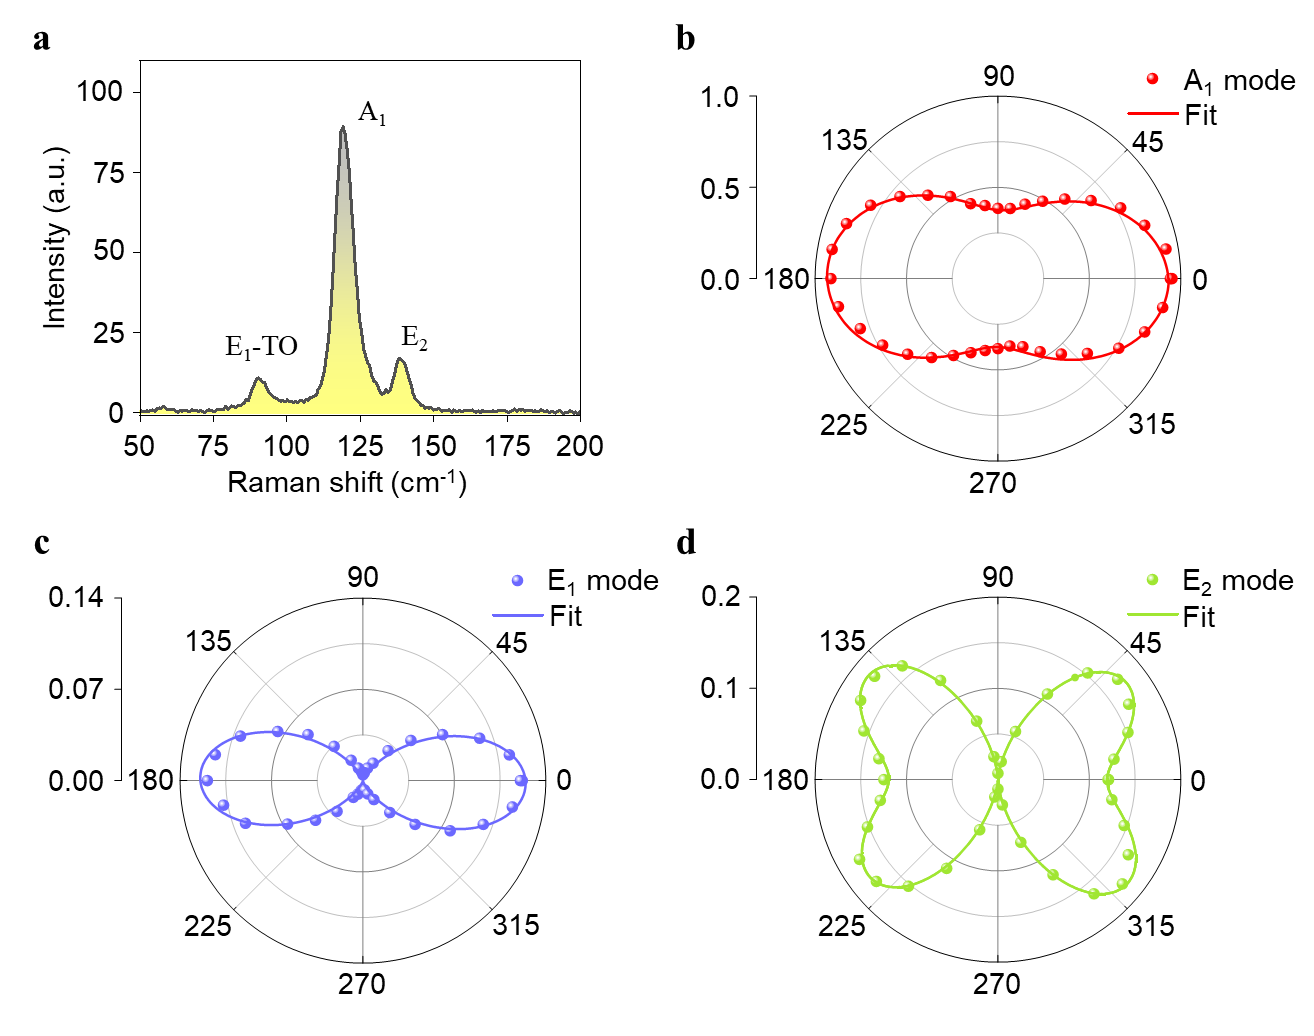 a
Intensity (a.u.)
100
75
50
25
0
A1
E1-TO
E2
50 75 100 125 150 175 200
Raman shift (cm-1)
b
1.0
0.5
0.0
90
135
45
180
0
225
315
270
A1 mode
Fit
c
0.14
0.07
0.00
90
135
45
180
0
225
315
270
E1 mode
Fit
d
0.2
0.1
0.0
90
135
45
180
0
225
315
270
E2 mode
Fit